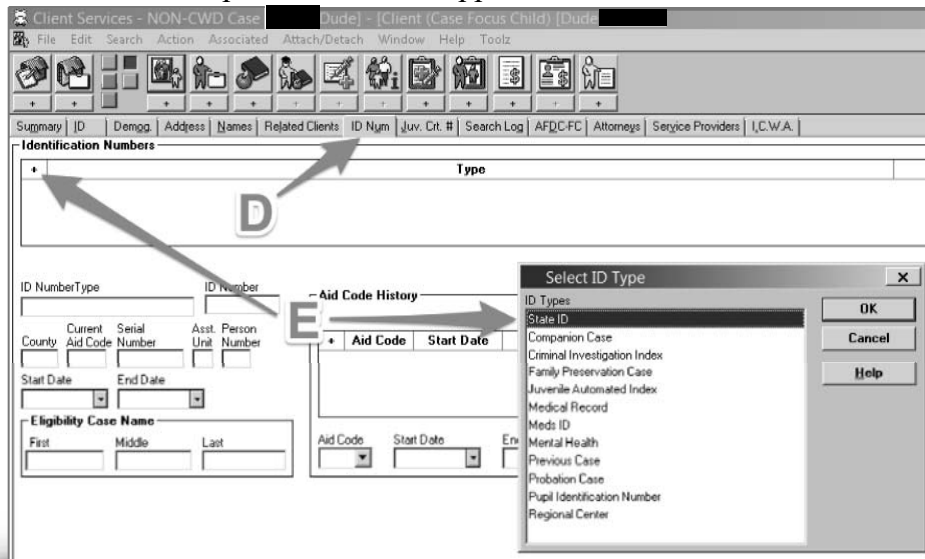 Client Services - NON-CWD Case Dude] - [Client (Case Focus Child) [Dude
File Edit Search Action Associated Attach/Detach Window Help Toolz
+ + + + + + + + + + + + +
Summary ID Demog. Address Names Related Clients ID Num Juv. Crt. # Search Log AFDC-FC Attorneys Service Providers I.C.W.A.
Identification Numbers
+ Type
D
E
ID NumberType ID Number
County Current Aid Code Serial Number Asst. Unit Person Number
Start Date End Date
Eligibility Case Name
First Middle Last
Aid Code History
+ Aid Code Start Date
Aid Code Start Date
Select ID Type x
ID Types
State ID
Companion Case
Criminal Investigation Index
Family Preservation Case
Juvenile Automated Index
Medical Record
Meds ID
Mental Health
Previous Case
Probation Case
Pupil Identification Number
Regional Center
OK
Cancel
Help